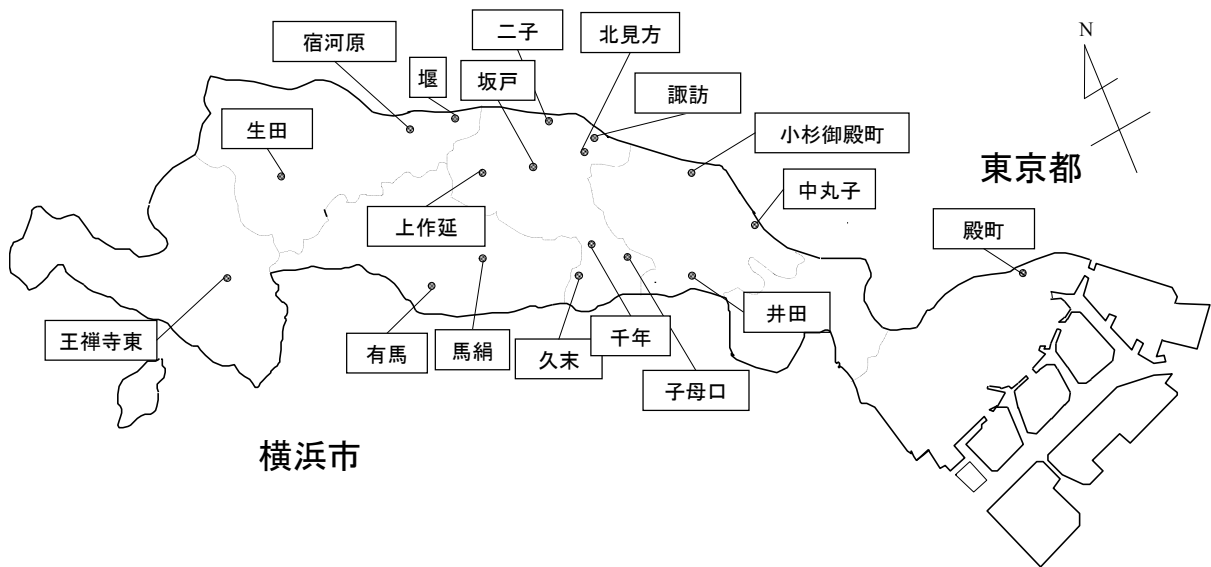 二子
北見方
宿河原
堰
坂戸
諏訪
N
生田
小杉御殿町
東京都
中丸子
上作延
殿町
王禅寺東
有馬
馬絹
久末
千年
井田
子母口
横浜市